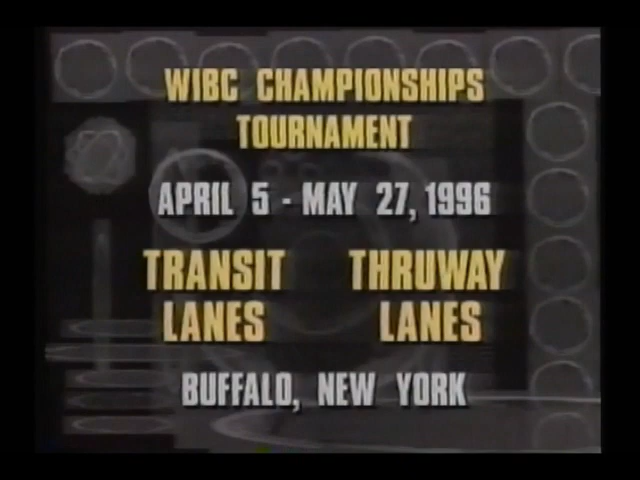 WIBC CHAMPIONSHIPS
TOURNAMENT
APRIL 5 - MAY 27, 1996
TRANSIT THRUWAY
LANES LANES
BUFFALO, NEW YORK